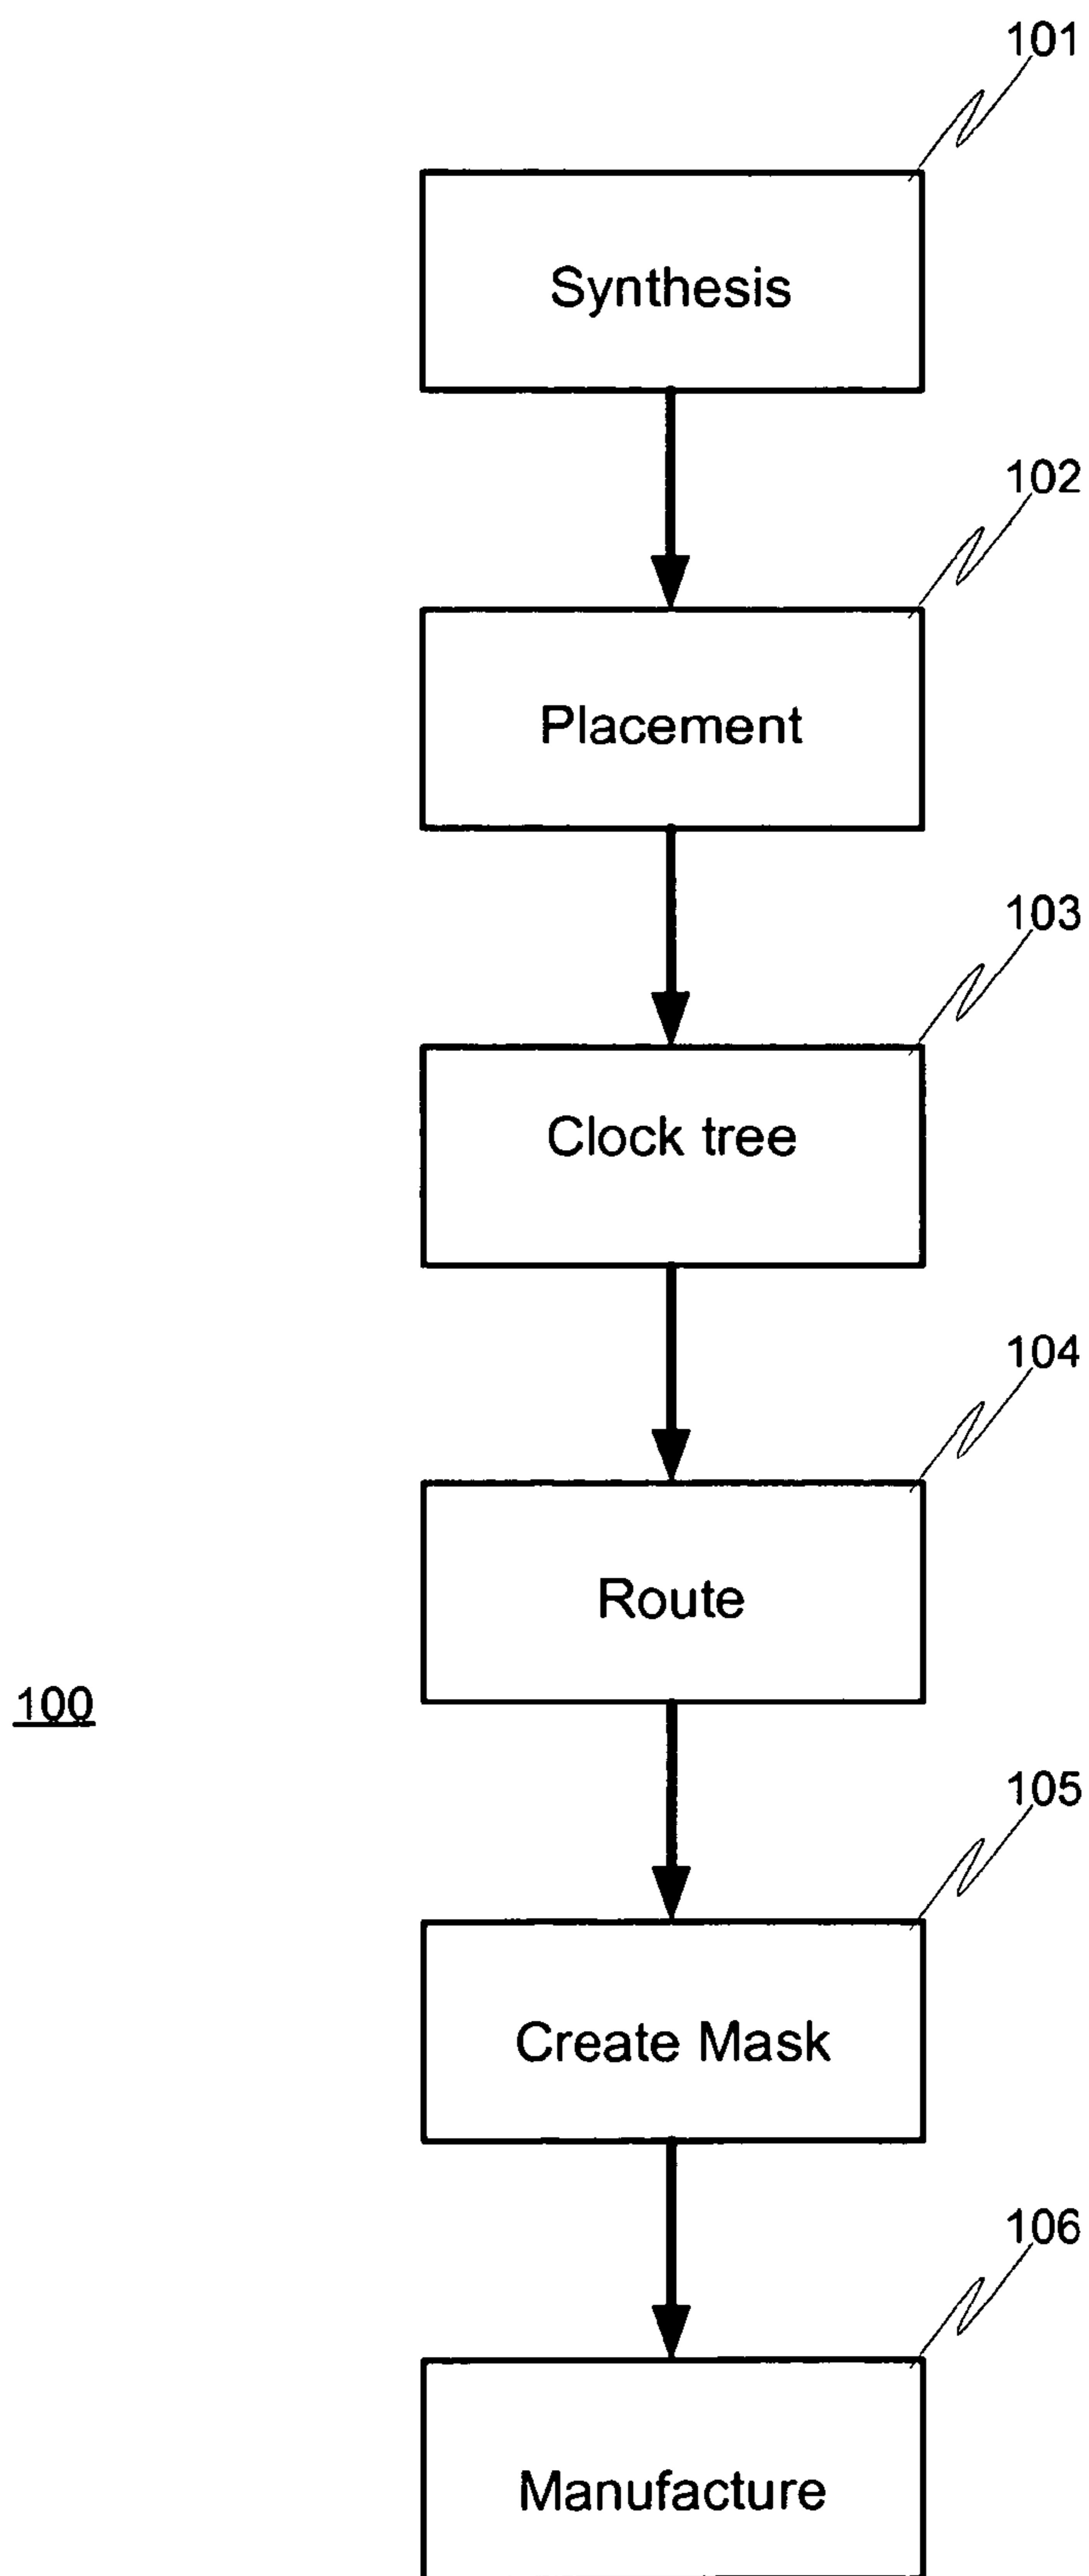 101
Synthesis
102
Placement
103
Clock tree
104
Route
100
105
Create Mask
106
Manufacture